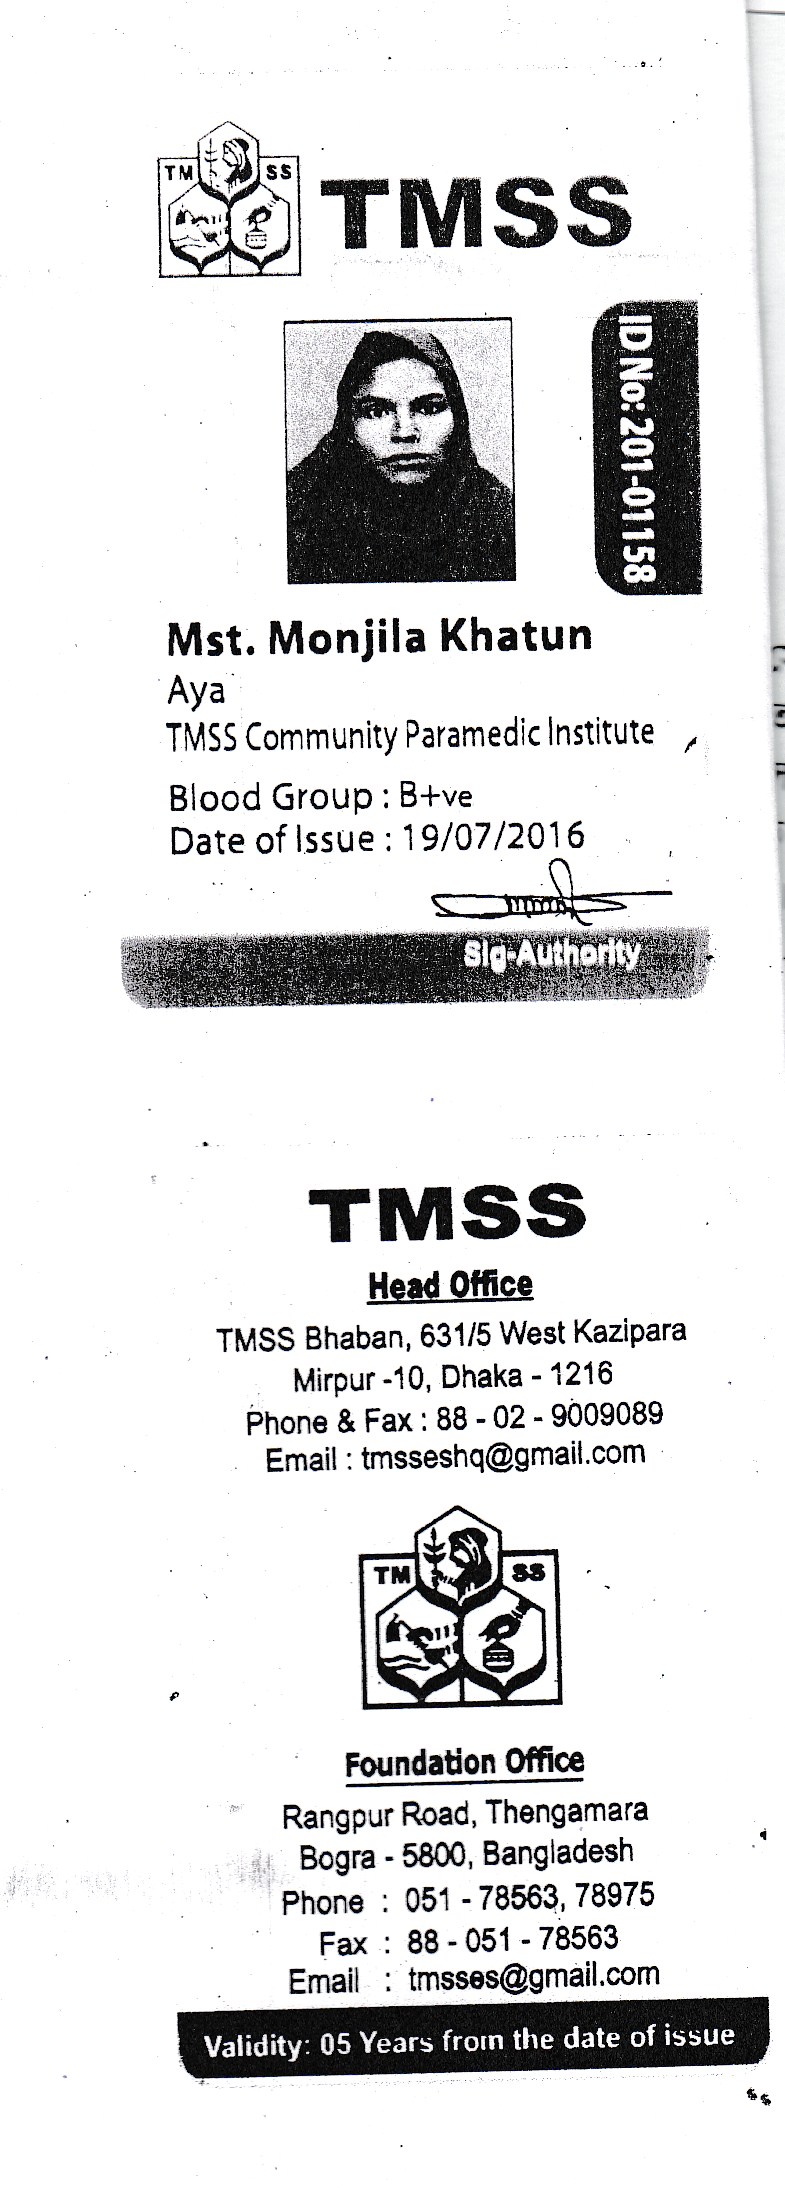 TM SS
TMSS
ID No: 201-01158
Mst. Monjila Khatun
Aya
TMSS Community Paramedic Institute
Blood Group : B+ve
Date of Issue : 19/07/2016
Sig-Authority
TMSS
Head Office
TMSS Bhaban, 631/5 West Kazipara
Mirpur -10, Dhaka - 1216
Phone & Fax : 88 - 02 - 9009089
Email : tmsseshq@gmail.com
TM SS
Foundation Office
Rangpur Road, Thengamara
Bogra - 5800, Bangladesh
Phone : 051 - 78563, 78975
Fax : 88 - 051 - 78563
Email : tmsses@gmail.com
Validity: 05 Years from the date of issue